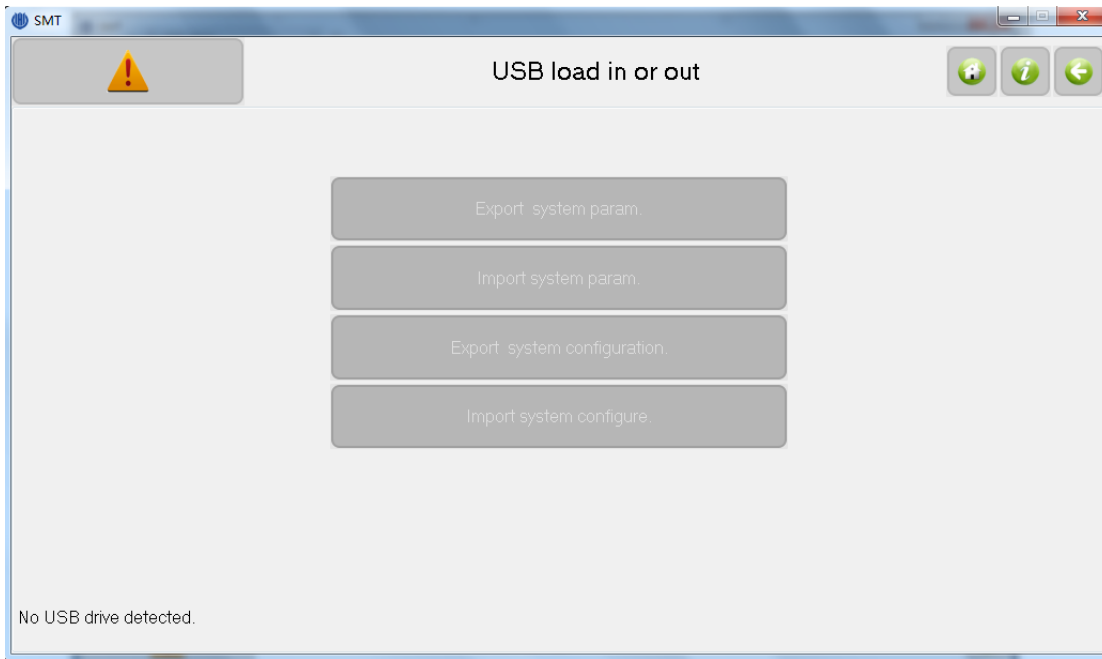 SMT
USB load in or out
Export system param.
Import system param.
Export system configuration.
Import system configure.
No USB drive detected.